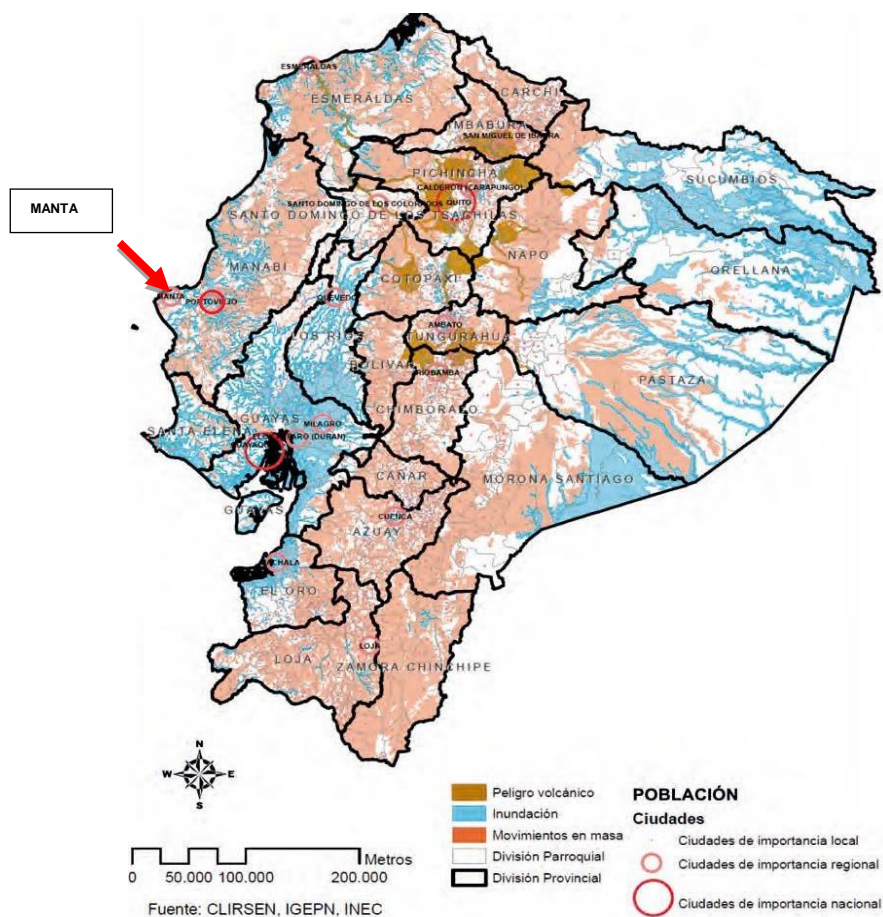 ESMERALDAS
ESMERALDAS
CARCHI
IMBABURA
SAN MIGUEL DE IBARRA
PICHINCHA
SUCUMBIOS
CALDERON (CARAPUNGO)
MANTA
SANTO DOMINGO DE LOS COLORADOS
QUITO
SANTO DOMINGO DE LOS TSACHILAS
NAPO
MANABI
COTOPAXI
ORELLANA
MANTA
PORTOVIEJO
QUEVEDO
AMBATO
LOS RIOS
TUNGURAHUA
BOLIVAR
RIOBAMBA
PASTAZA
CHIMBORAZO
GUAYAS
MILAGRO
SANTA ELENA
(DURAN)
CAÑAR
MORONA SANTIAGO
GUAYAS
CUENCA
AZUAY
MACHALA
EL ORO
LOJA
LOJA
ZAMORA CHINCHIPE
N
W E
S
Peligro volcánico
Inundación
Movimientos en masa
División Parroquial
División Provincial
POBLACIÓN
Ciudades
Ciudades de importancia local
Ciudades de importancia regional
Ciudades de importancia nacional
Metros
0 50.000 100.000 200.000
Fuente: CLIRSEN, IGEPN, INEC